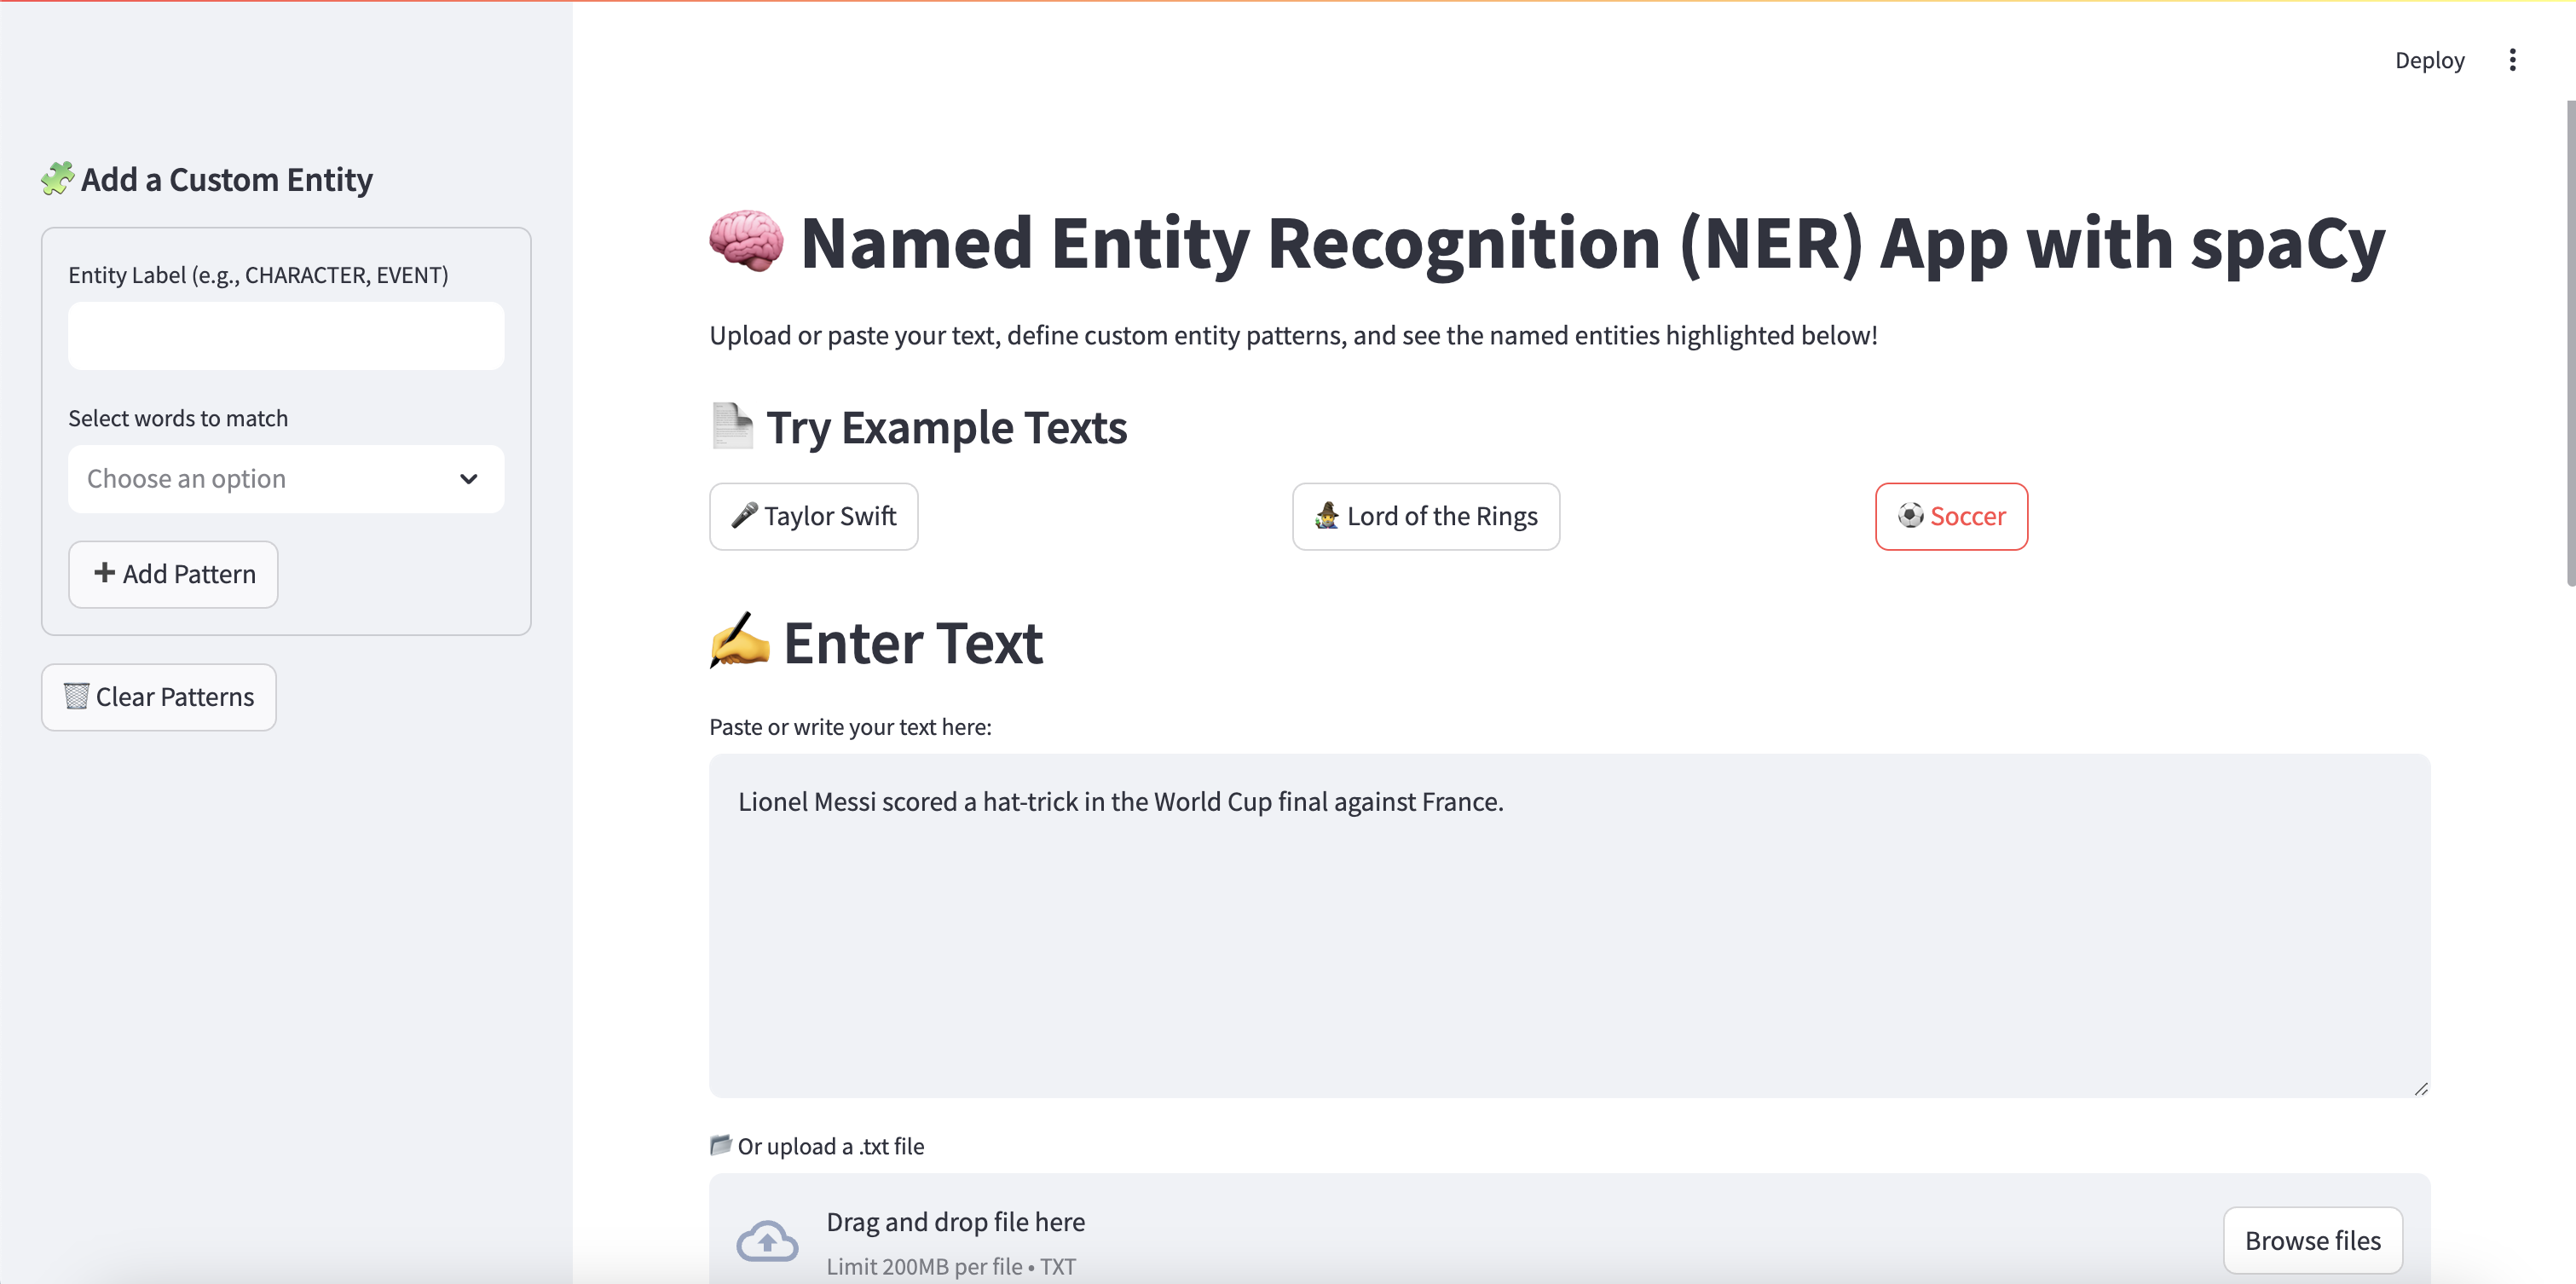 Deploy
Add a Custom Entity
Entity Label (e.g., CHARACTER, EVENT)
Select words to match
Choose an option
Add Pattern
Clear Patterns
Named Entity Recognition (NER) App with spaCy
Upload or paste your text, define custom entity patterns, and see the named entities highlighted below!
Try Example Texts
Taylor Swift
Lord of the Rings
Soccer
Enter Text
Paste or write your text here:
Lionel Messi scored a hat-trick in the World Cup final against France.
Or upload a .txt file
Drag and drop file here
Limit 200MB per file • TXT
Browse files